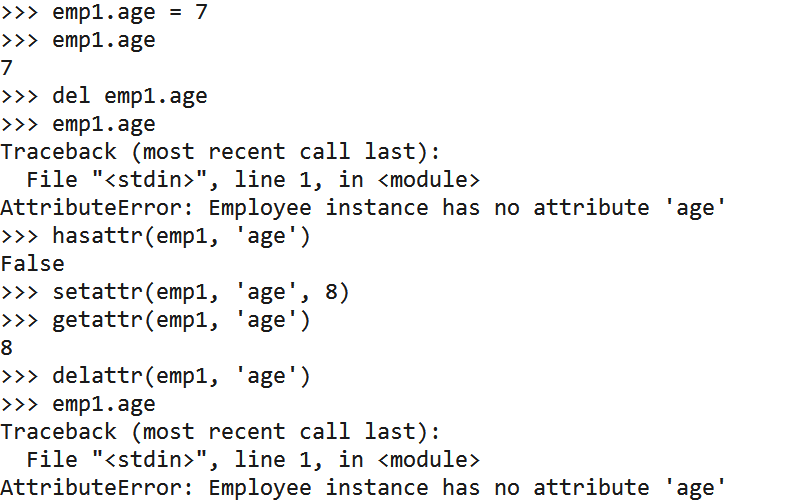 >>> emp1.age = 7
>>> emp1.age
7
>>> del emp1.age
>>> emp1.age
Traceback (most recent call last):
  File "<stdin>", line 1, in <module>
AttributeError: Employee instance has no attribute 'age'
>>> hasattr(emp1, 'age')
False
>>> setattr(emp1, 'age', 8)
>>> getattr(emp1, 'age')
8
>>> delattr(emp1, 'age')
>>> emp1.age
Traceback (most recent call last):
  File "<stdin>", line 1, in <module>
AttributeError: Employee instance has no attribute 'age'